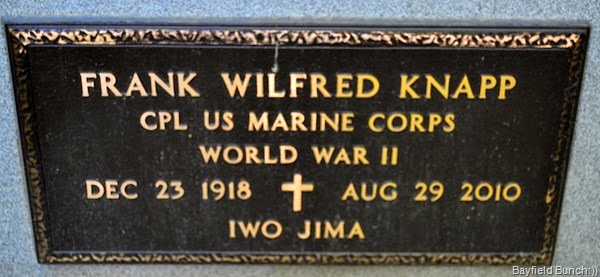 FRANK WILFRED KNAPP
CPL US MARINE CORPS
WORLD WAR II
DEC 23 1918 ✝ AUG 29 2010
IWO JIMA
Bayfield Bunch:))